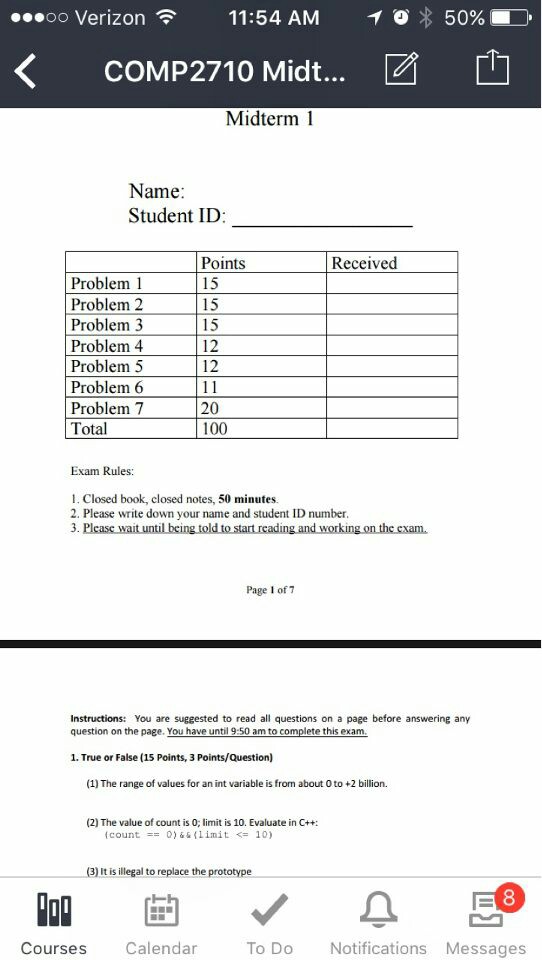 Verizon 11:54 AM 50%
COMP2710 Midt...
Midterm 1
Name:
Student ID:
Points Received
Problem 1 15
Problem 2 15
Problem 3 15
Problem 4 12
Problem 5 12
Problem 6 11
Problem 7 20
Total 100
Exam Rules:
1. Closed book, closed notes, 50 minutes.
2. Please write down your name and student ID number.
3. Please wait until being told to start reading and working on the exam.
Page 1 of 7
Instructions: You are suggested to read all questions on a page before answering any
question on the page. You have until 9:50 am to complete this exam.
1. True or False (15 Points, 3 Points/Question)
(1) The range of values for an int variable is from about 0 to +2 billion.
(2) The value of count is 0; limit is 10. Evaluate in C++:
(count == 0)&&(limit <= 10)
(3) It is illegal to replace the prototype
8
Courses Calendar To Do Notifications Messages